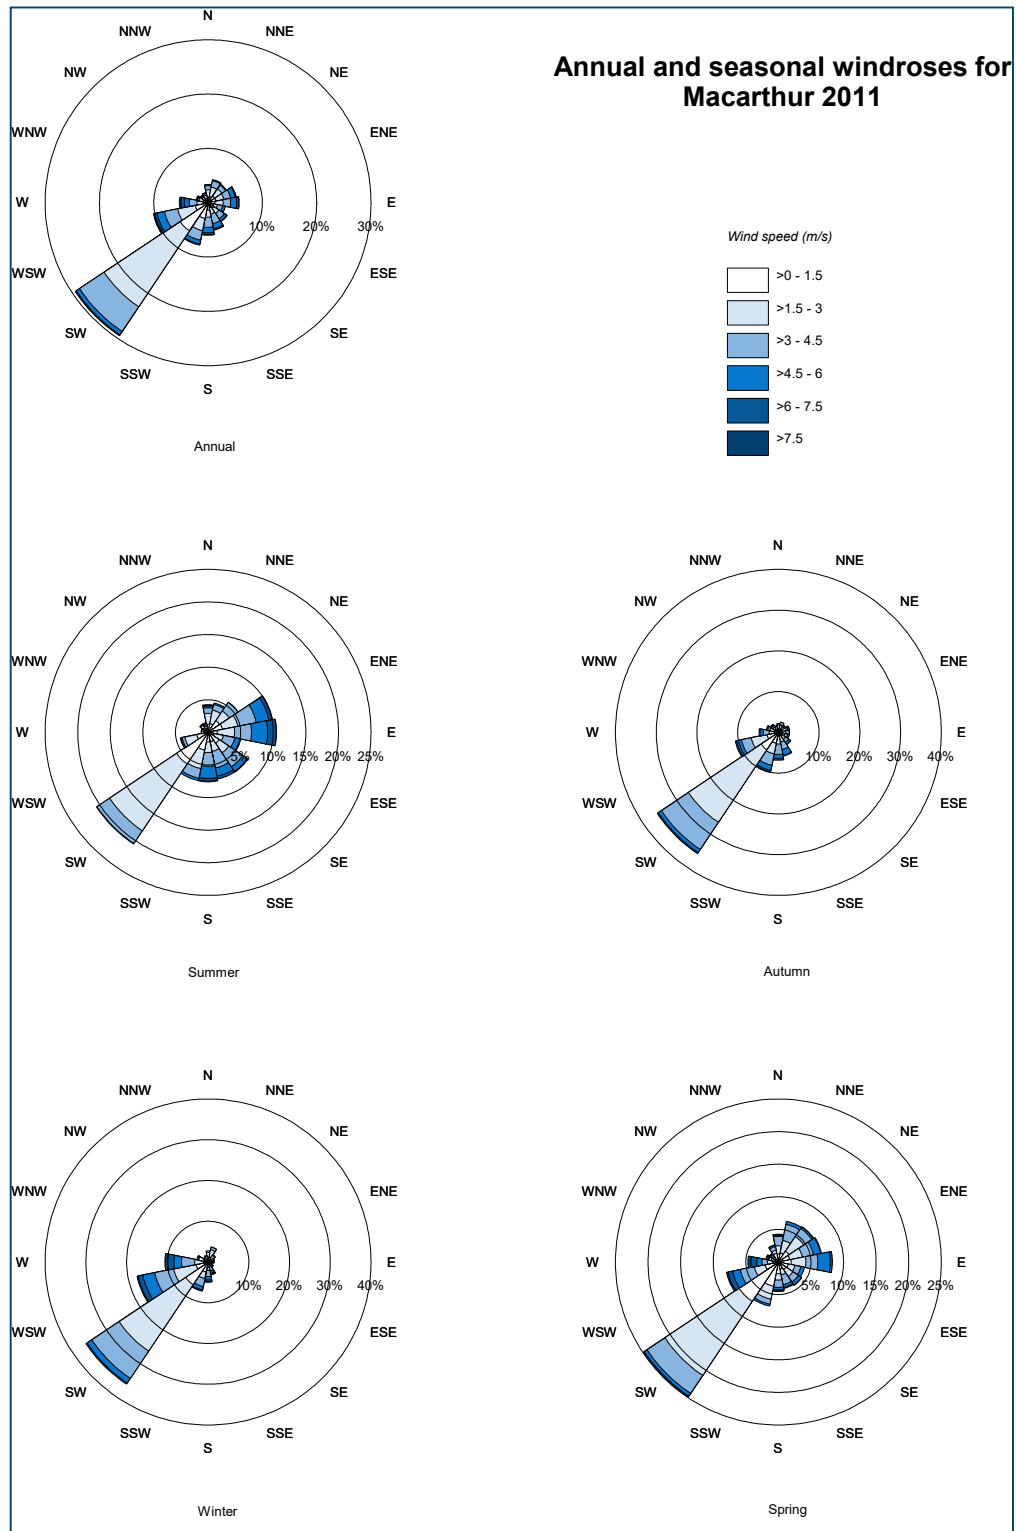 Annual and seasonal windroses for
Macarthur 2011
N
NNW NNE
NW NE
WNW ENE
W E
10% 20% 30%
WSW ESE
SW SE
SSW SSE
S
Annual
Wind speed (m/s)
>0 - 1.5
>1.5 - 3
>3 - 4.5
>4.5 - 6
>6 - 7.5
>7.5
N
NNW NNE
NW NE
WNW ENE
W E
5% 10% 15% 20% 25%
WSW ESE
SW SE
SSW SSE
S
Summer
N
NNW NNE
NW NE
WNW ENE
W E
10% 20% 30% 40%
WSW ESE
SW SE
SSW SSE
S
Autumn
N
NNW NNE
NW NE
WNW ENE
W E
10% 20% 30% 40%
WSW ESE
SW SE
SSW SSE
S
Winter
N
NNW NNE
NW NE
WNW ENE
W E
5% 10% 15% 20% 25%
WSW ESE
SW SE
SSW SSE
S
Spring